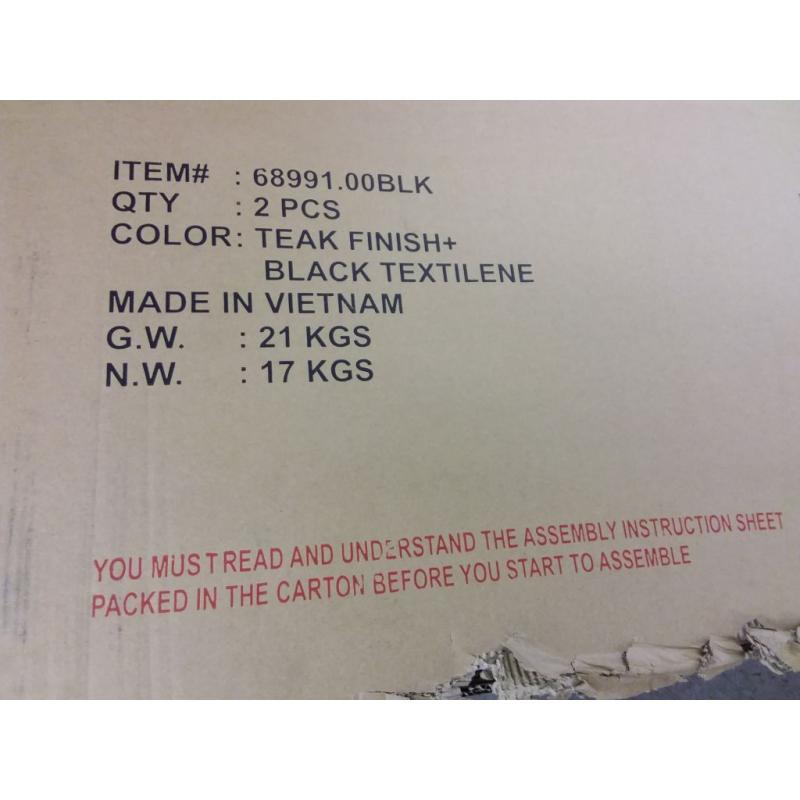 ITEM# : 68991.00BLK
QTY : 2 PCS
COLOR: TEAK FINISH+
BLACK TEXTILENE
MADE IN VIETNAM
G.W. : 21 KGS
N.W. : 17 KGS
YOU MUST READ AND UNDERSTAND THE ASSEMBLY INSTRUCTION SHEET
PACKED IN THE CARTON BEFORE YOU START TO ASSEMBLE